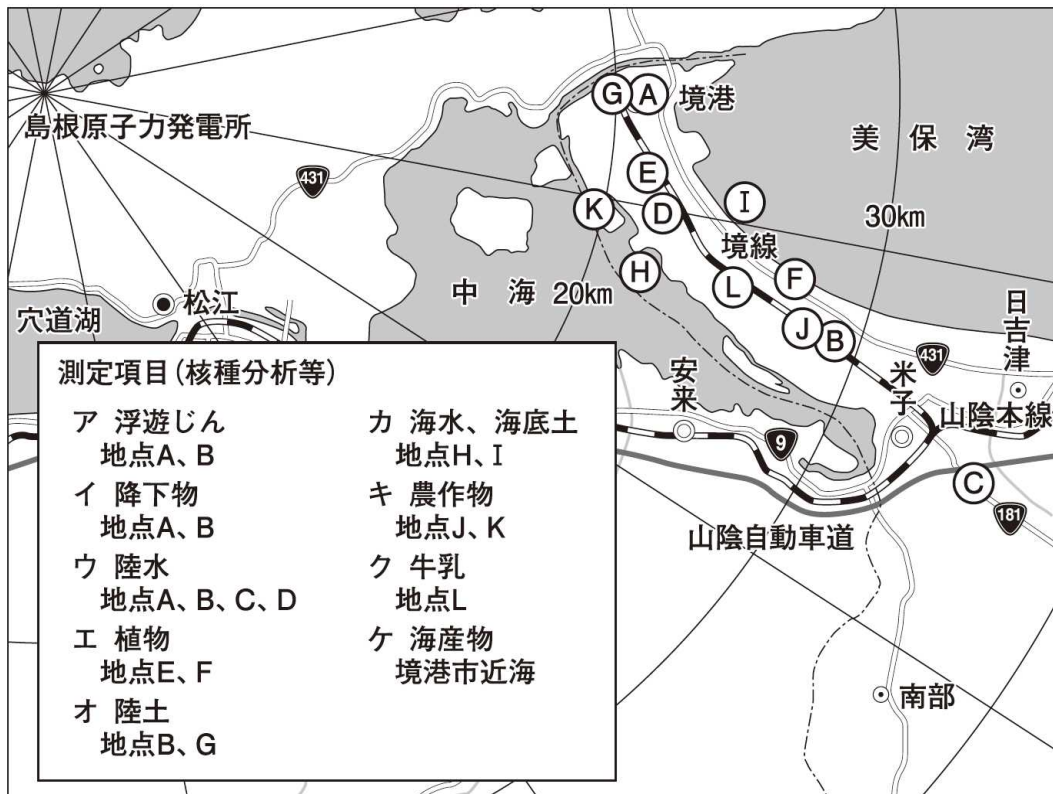 島根原子力発電所
431
G
A
境港
美保湾
E
K
D
I
30km
境線
H
中海
20km
L
F
松江
穴道湖
J
B
日吉津
431
米子
安来
山陰本線
9
C
181
山陰自動車道
南部
測定項目(核種分析等)
ア 浮遊じん
地点A、B
イ 降下物
地点A、B
ウ 陸水
地点A、B、C、D
エ 植物
地点E、F
オ 陸土
地点B、G
カ 海水、海底土
地点H、I
キ 農作物
地点J、K
ク 牛乳
地点L
ケ 海産物
境港市近海